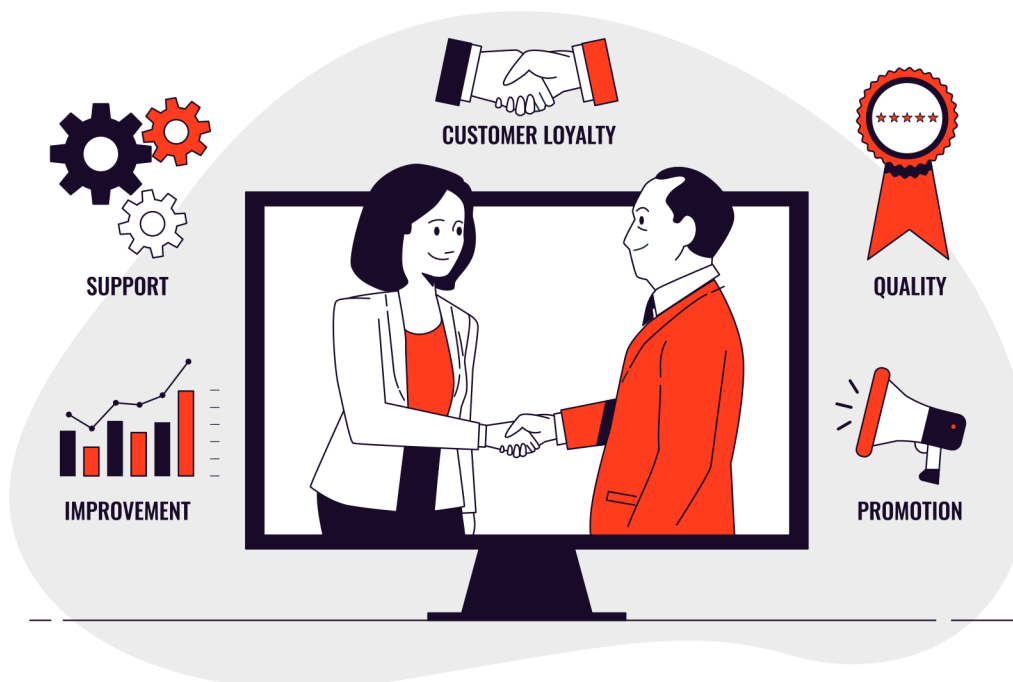 CUSTOMER LOYALTY
SUPPORT
QUALITY
IMPROVEMENT
PROMOTION